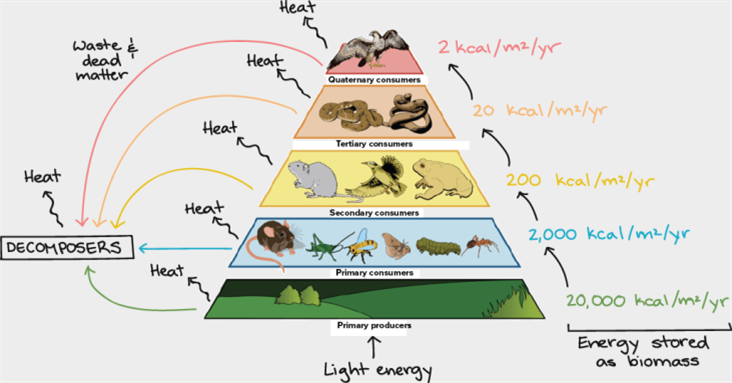 Heat
Waste &
dead
matter
2 kcal/m²/yr
Quaternary consumers
Heat
20 kcal/m²/yr
Tertiary consumers
Heat
200 kcal/m²/yr
Secondary consumers
Heat
Heat
2,000 kcal/m²/yr
DECOMPOSERS
Primary consumers
Heat
20,000 kcal/m²/yr
Primary producers
Light energy
Energy stored
as biomass